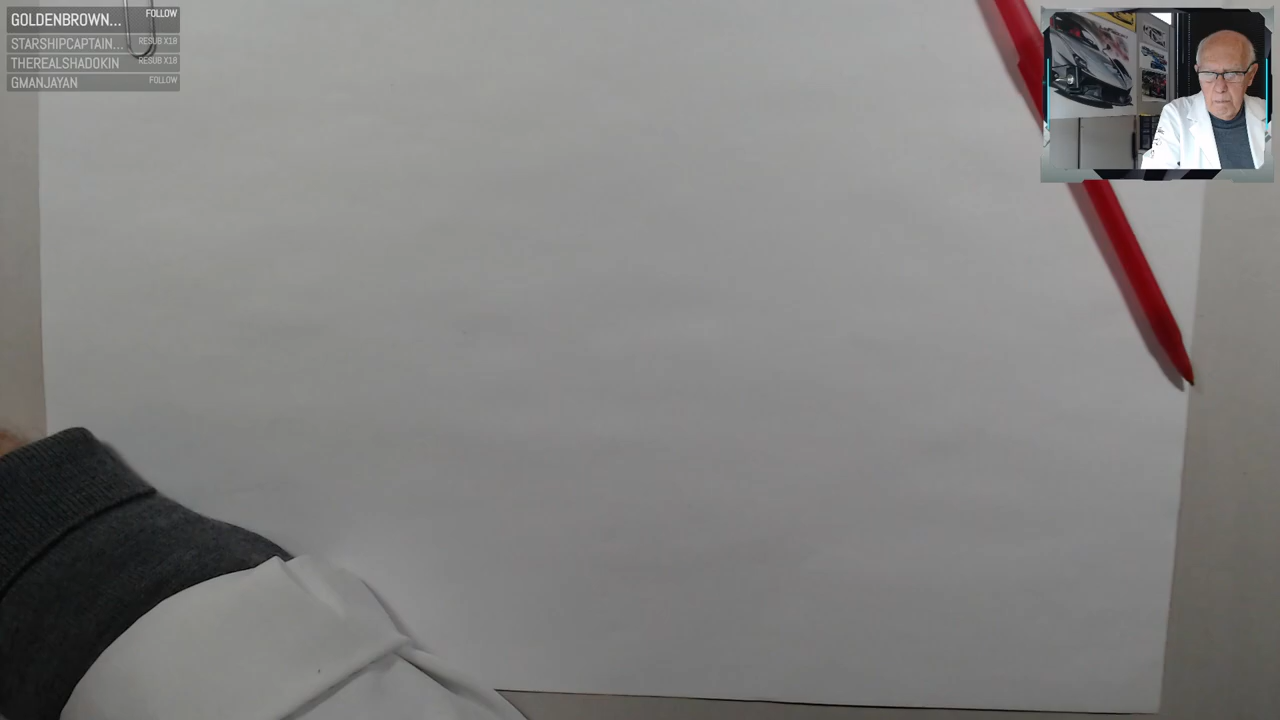 GOLDENBROWN... FOLLOW
STARSHIPCAPTAIN... RESUB X18
THEREALSHADOKIN RESUB X18
GMANJAYAN FOLLOW